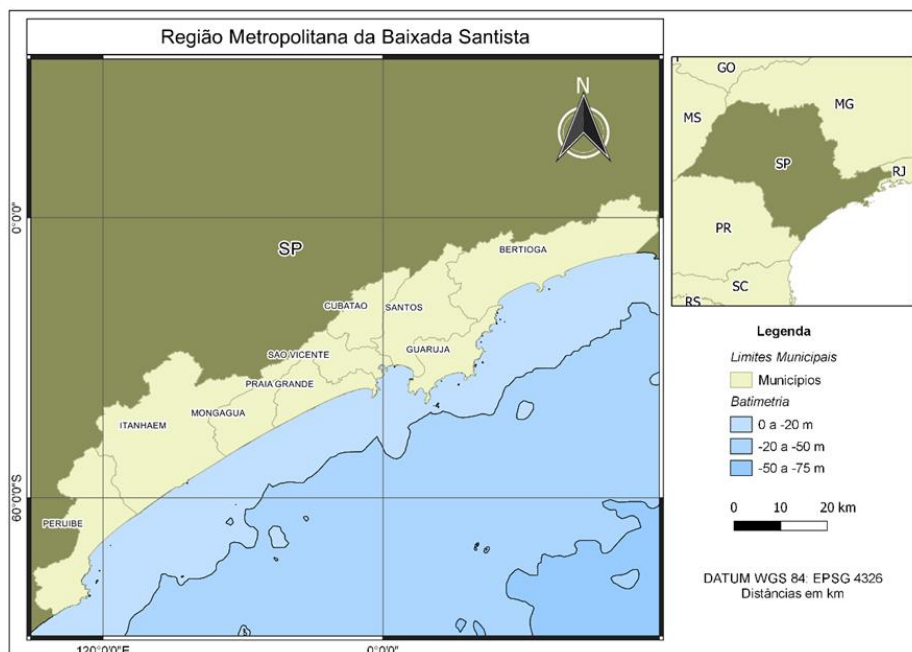 Região Metropolitana da Baixada Santista
N
0°0'0"
SP
BERTIOGA
CUBATAO
SANTOS
GUARUJA
SAO VICENTE
PRAIA GRANDE
MONGAGUA
ITANHAEM
60°0'0"S
PERUIBE
120°0'0"E
0°0'0"
GO
MS
MG
SP
RJ
PR
SC
RS
Legenda
Limites Municipais
Municípios
Batimetria
0 a -20 m
-20 a -50 m
-50 a -75 m
0 10 20 km
DATUM WGS 84: EPSG 4326
Distâncias em km